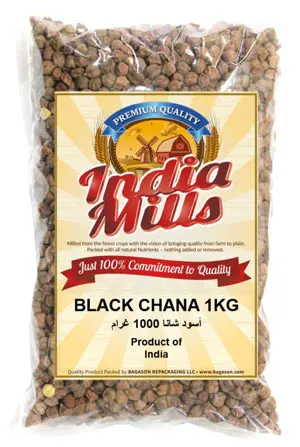 PREMIUM QUALITY
India
Mills
Milled from the finest crops with the vision of bringing quality from farm to plate.
Packed with all natural Nutrients - nothing added or removed.
Just 100% Commitment to Quality
BLACK CHANA 1KG
أسود شانا 1000 غرام
Product of
India
Quality Product Packed by BAGASON REPACKAGING LLC - www.bagason.com